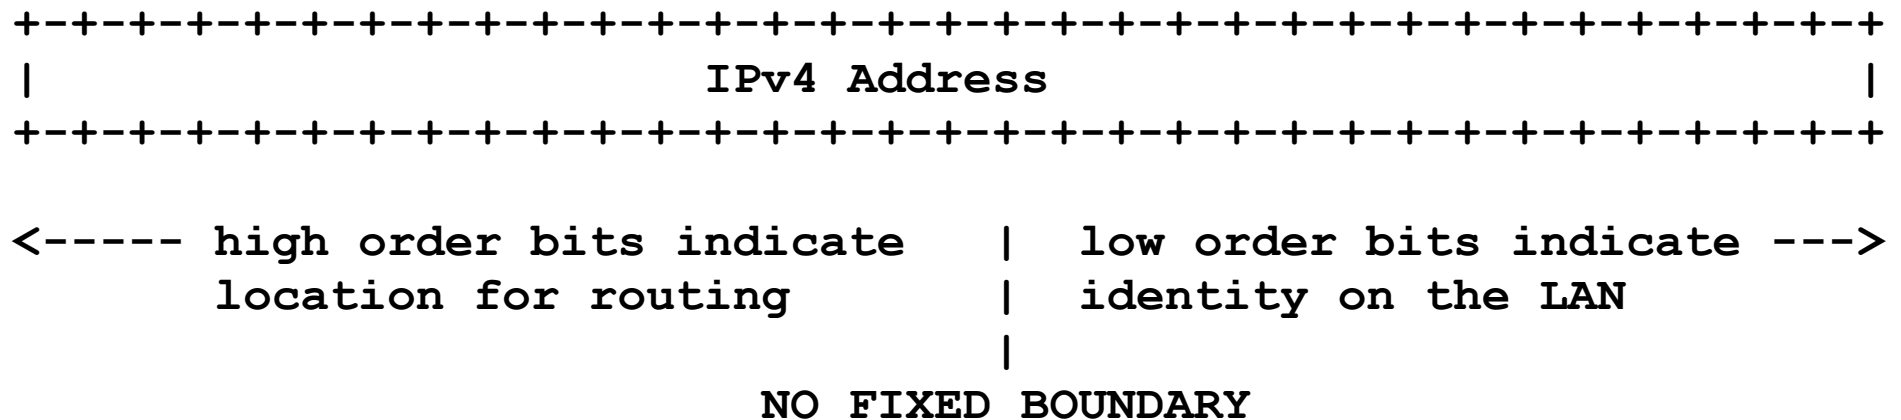 +-+-+-+-+-+-+-+-+-+-+-+-+-+-+-+-+-+-+-+-+-+-+-+-+-+-+-+-+-+-+-+-+-+
|                       IPv4 Address                            |
+-+-+-+-+-+-+-+-+-+-+-+-+-+-+-+-+-+-+-+-+-+-+-+-+-+-+-+-+-+-+-+-+-+
<----- high order bits indicate   |  low order bits indicate --->
       location for routing       |  identity on the LAN
                                  |
                          NO FIXED BOUNDARY